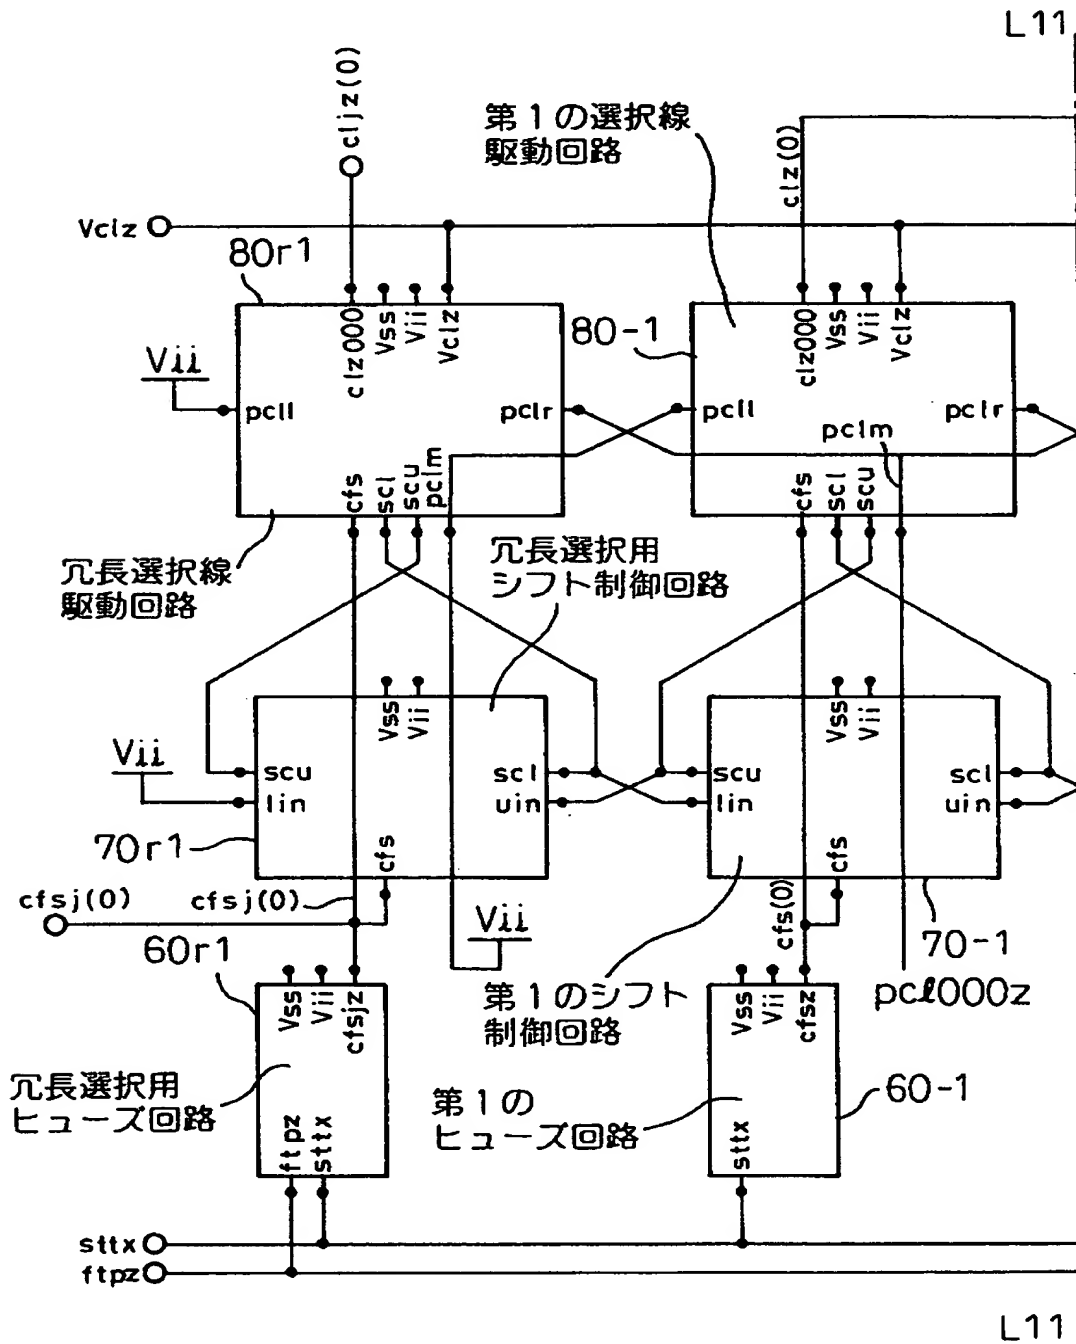 L11
cljz(0)
第1の選択線
駆動回路
clz(0)
Vclz
80r1
clz000
Vss
Vii
Vclz
80-1
clz000
Vss
Vii
Vclz
Vii
pcll
pclr
pcll
pclr
pclm
cfs
scl
scu
pclm
cfs
scl
scu
冗長選択線
駆動回路
冗長選択用
シフト制御回路
Vss
Vii
Vss
Vii
Vii
scu
lin
scl
uin
scu
lin
scl
uin
70r1
cfs
cfs
cfsj(0)
cfsj(0)
cfs(0)
Vii
70-1
60r1
Vss
Vii
cfsjz
第1のシフト
制御回路
Vss
Vii
cfsz
pcl000z
冗長選択用
ヒューズ回路
第1の
ヒューズ回路
60-1
ftpz
sttx
sttx
sttx
ftpz
L11